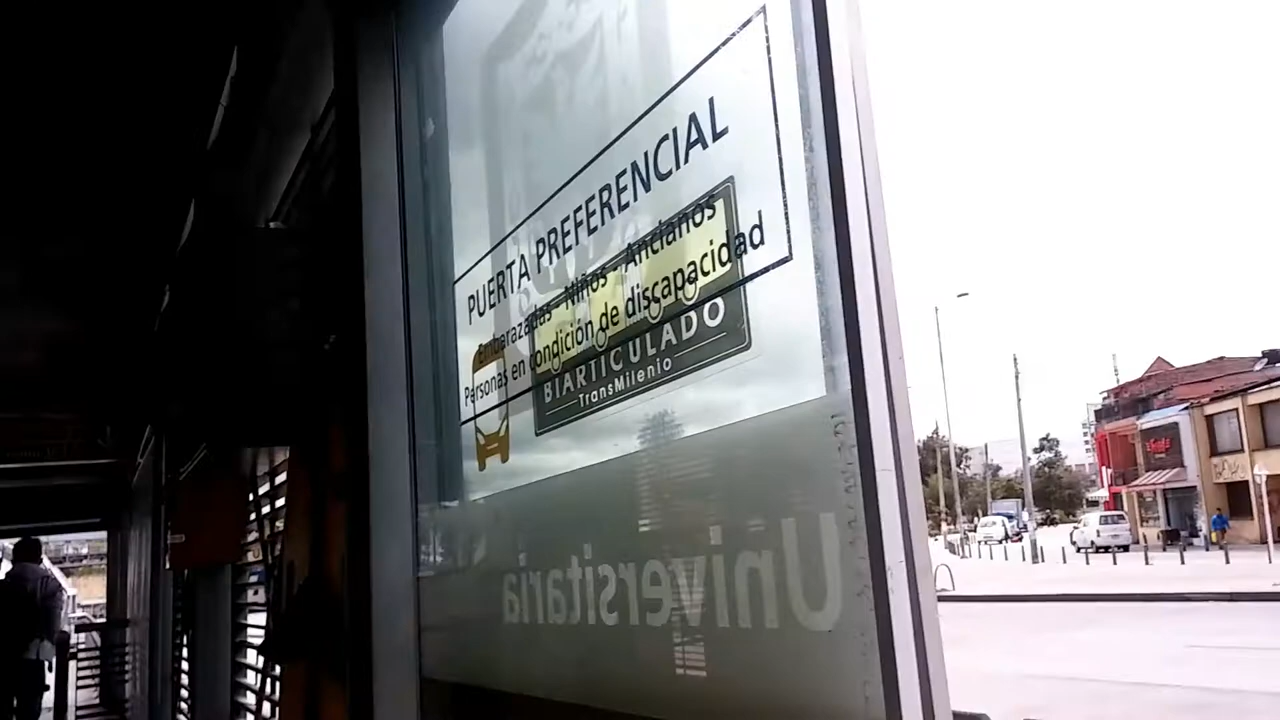 PUERTA PREFERENCIAL
Embarazadas - Niños - Ancianos
Personas en condición de discapacidad
BIARTICULADO
TransMilenio
Universitaria